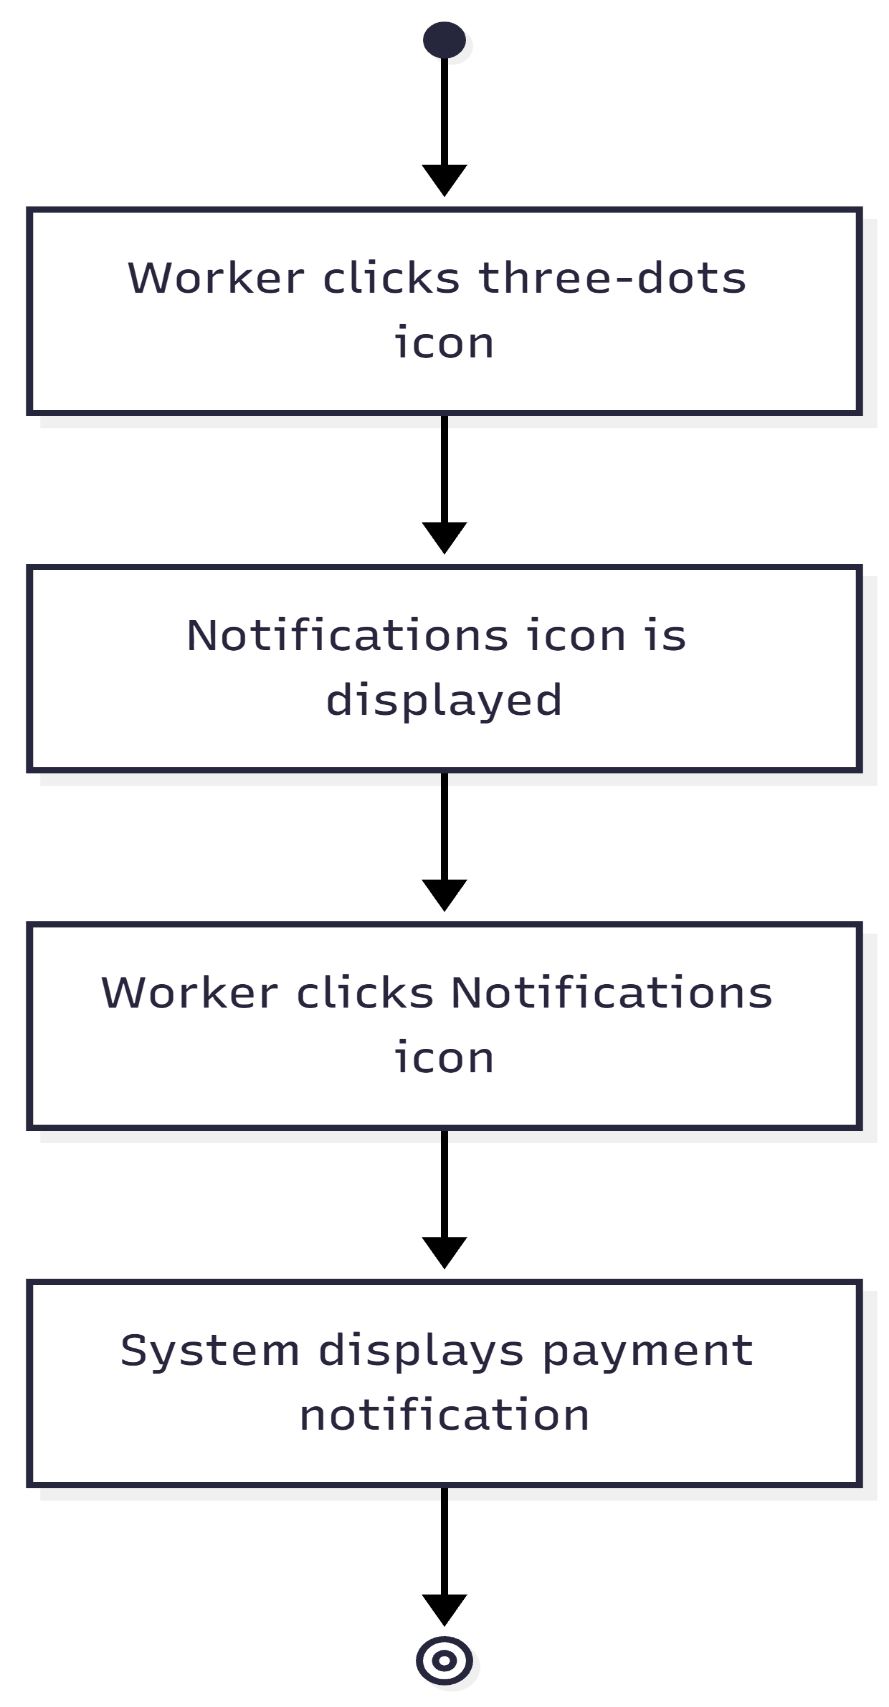 Worker clicks three-dots
icon
Notifications icon is
displayed
Worker clicks Notifications
icon
System displays payment
notification